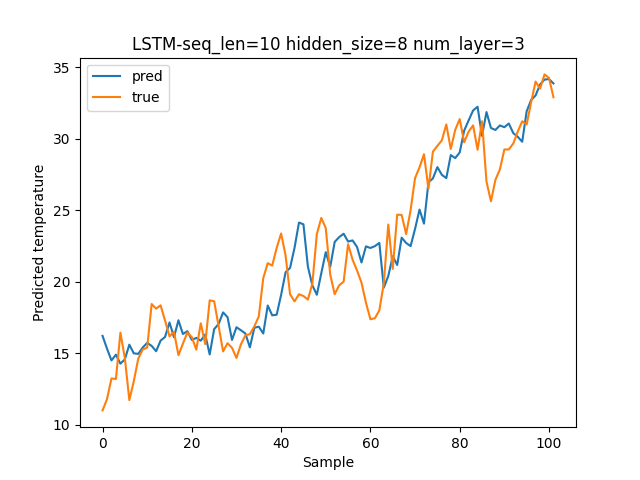 LSTM-seq_len=10 hidden_size=8 num_layer=3
pred
true
Predicted temperature
35
30
25
20
15
10
0 20 40 60 80 100
Sample